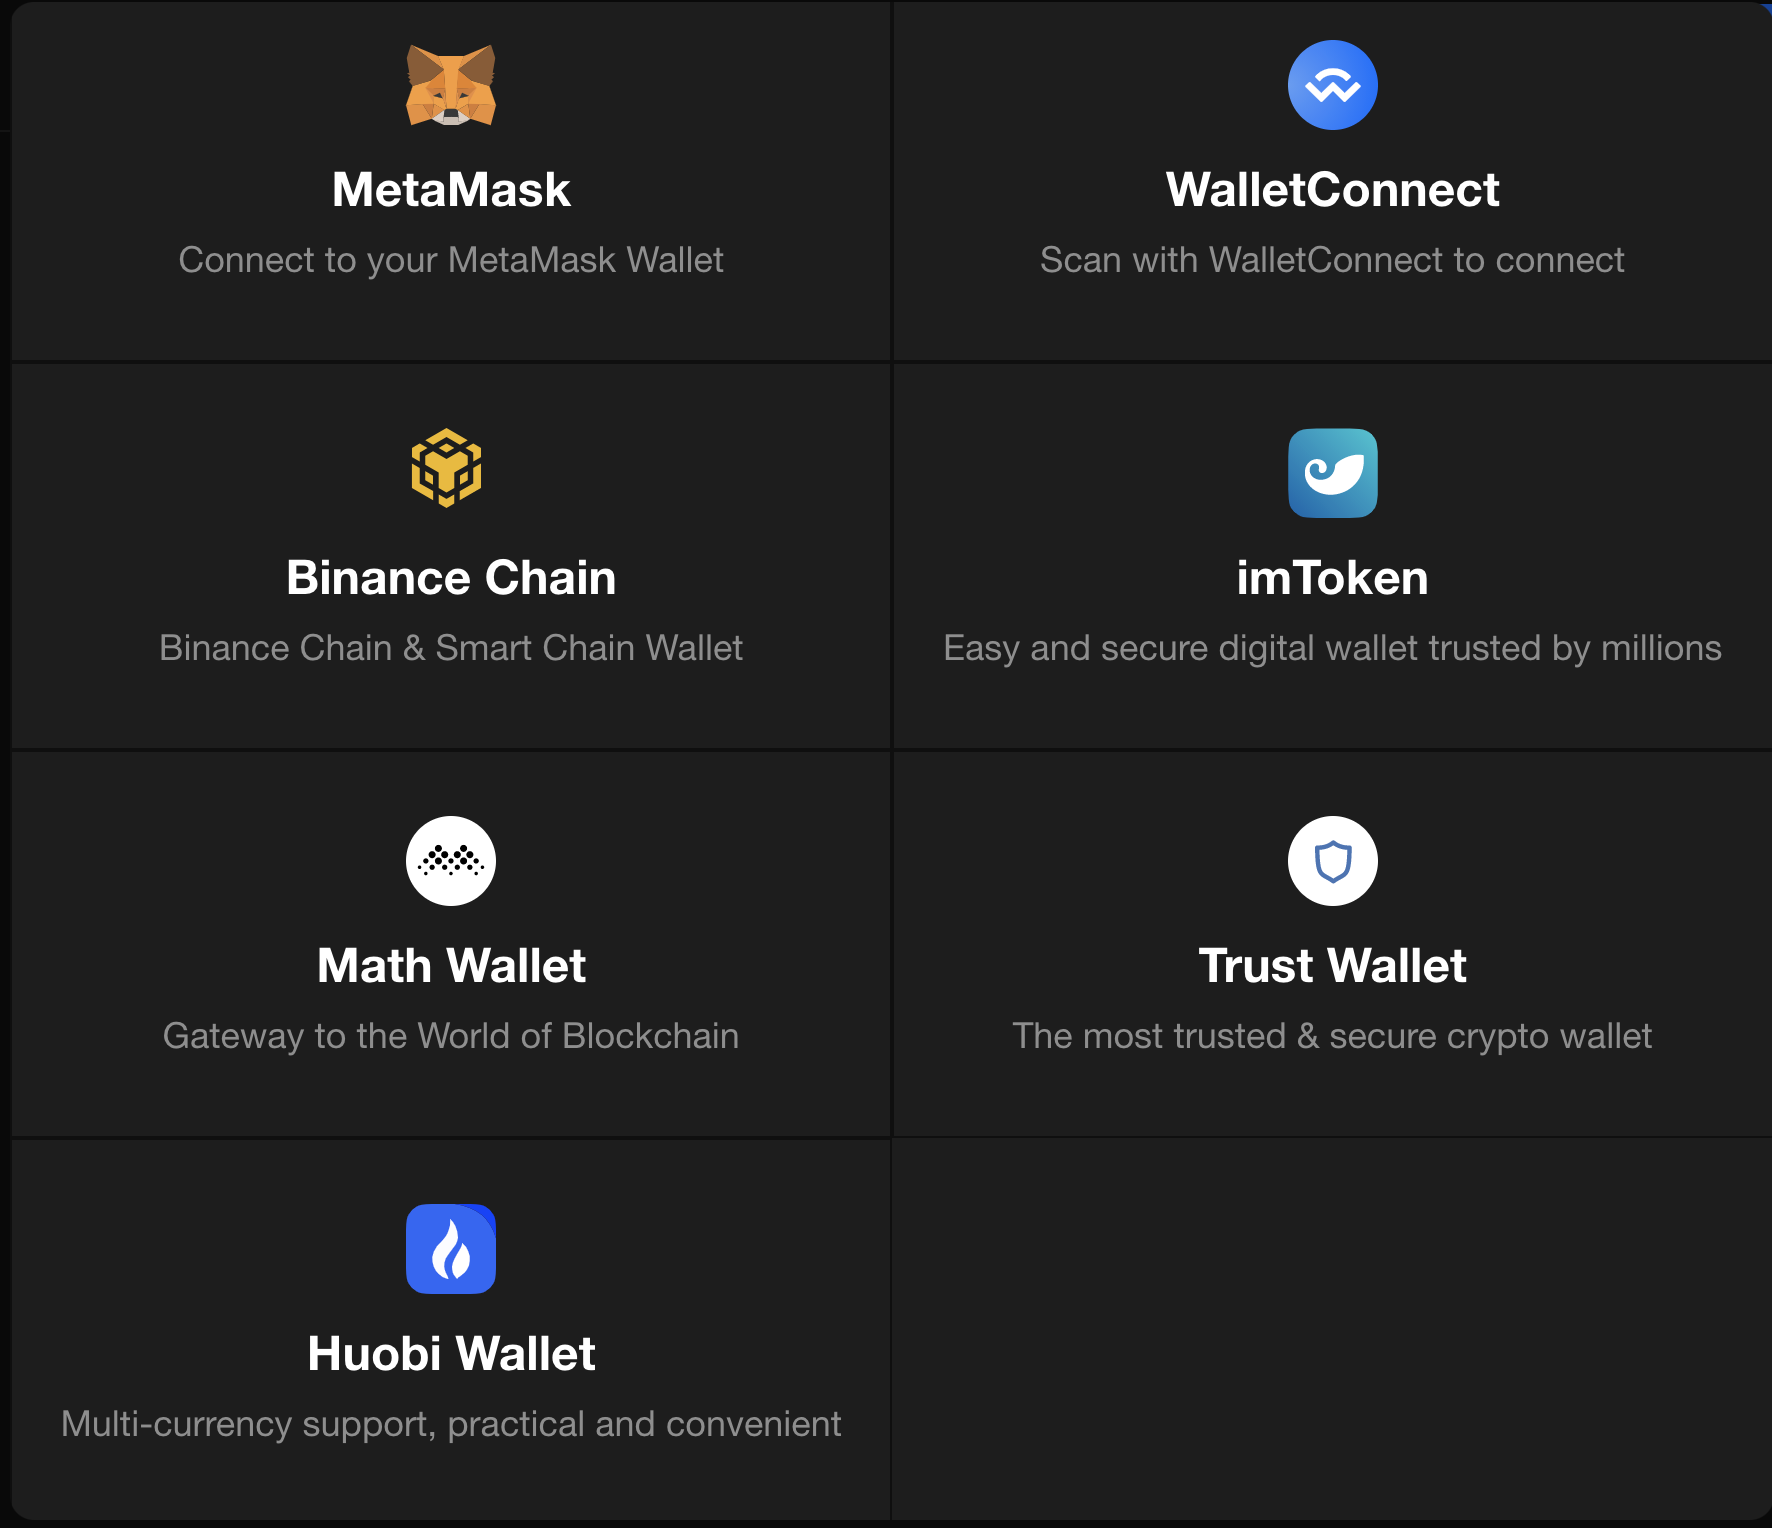 MetaMask
Connect to your MetaMask Wallet
WalletConnect
Scan with WalletConnect to connect
Binance Chain
Binance Chain & Smart Chain Wallet
imToken
Easy and secure digital wallet trusted by millions
Math Wallet
Gateway to the World of Blockchain
Trust Wallet
The most trusted & secure crypto wallet
Huobi Wallet
Multi-currency support, practical and convenient